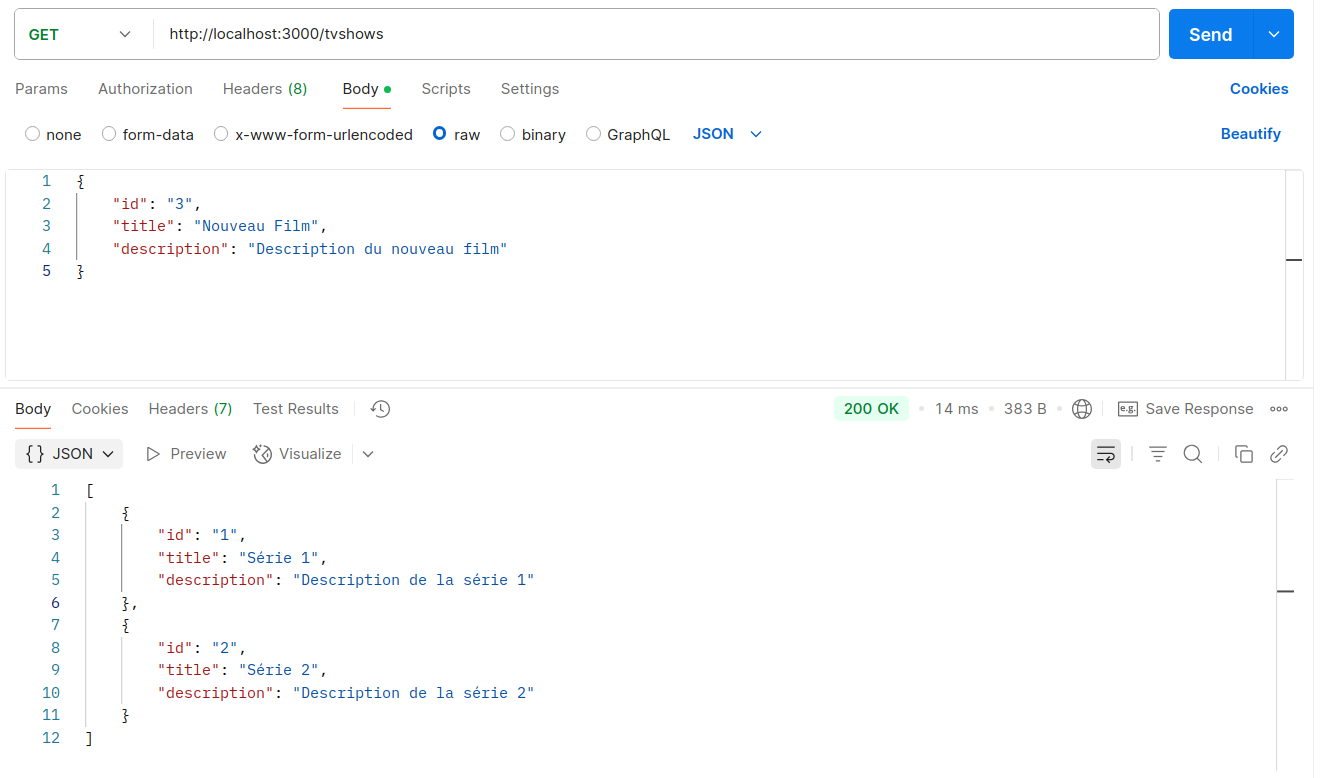 GET http://localhost:3000/tvshows Send
Params Authorization Headers (8) Body Scripts Settings Cookies
none form-data x-www-form-urlencoded raw binary GraphQL JSON Beautify
1 {
2 "id": "3",
3 "title": "Nouveau Film",
4 "description": "Description du nouveau film"
5 }
Body Cookies Headers (7) Test Results 200 OK 14 ms 383 B e.g. Save Response
{} JSON Preview Visualize
1 [
2 {
3 "id": "1",
4 "title": "Série 1",
5 "description": "Description de la série 1"
6 },
7 {
8 "id": "2",
9 "title": "Série 2",
10 "description": "Description de la série 2"
11 }
12 ]